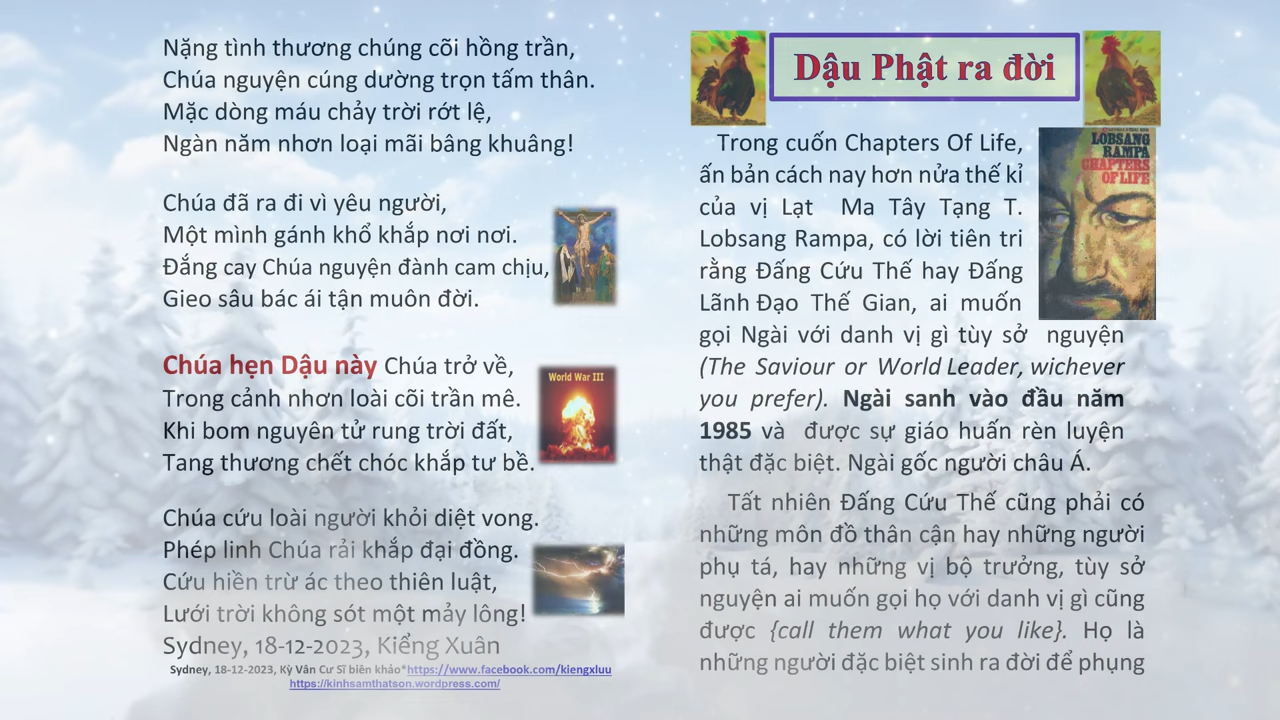 Nặng tình thương chúng cõi hồng trần,
Chúa nguyện cúng dường trọn tấm thân.
Mặc dòng máu chảy trời rớt lệ,
Ngàn năm nhơn loại mãi bâng khuâng!
Chúa đã ra đi vì yêu người,
Một mình gánh khổ khắp nơi nơi.
Đắng cay Chúa nguyện đành cam chịu,
Gieo sâu bác ái tận muôn đời.
Chúa hẹn Dậu này Chúa trở về,
Trong cảnh nhơn loài cõi trần mê.
Khi bom nguyên tử rung trời đất,
Tang thương chết chóc khắp tư bề.
World War III
Chúa cứu loài người khỏi diệt vong.
Phép linh Chúa rải khắp đại đồng.
Cứu hiền trừ ác theo thiên luật,
Lưới trời không sót một mảy lông!
Sydney, 18-12-2023, Kiểng Xuân
Sydney, 18-12-2023, Kỳ Vân Cư Sĩ biên khảo*https://www.facebook.com/kiengxluu
https://kinhsamthatson.wordpress.com/
Dậu Phật ra đời
Trong cuốn Chapters Of Life,
ấn bản cách nay hơn nửa thế kỉ
của vị Lạt Ma Tây Tạng T.
Lobsang Rampa, có lời tiên tri
rằng Đấng Cứu Thế hay Đấng
Lãnh Đạo Thế Gian, ai muốn
gọi Ngài với danh vị gì tùy sở nguyện
(The Saviour or World Leader, wichever
you prefer). Ngài sanh vào đầu năm
1985 và được sự giáo huấn rèn luyện
thật đặc biệt. Ngài gốc người châu Á.
LOBSANG
RAMPA
CHAPTERS
OF LIFE
Tất nhiên Đấng Cứu Thế cũng phải có
những môn đồ thân cận hay những người
phụ tá, hay những vị bộ trưởng, tùy sở
nguyện ai muốn gọi họ với danh vị gì cũng
được {call them what you like}. Họ là
những người đặc biệt sinh ra đời để phụng